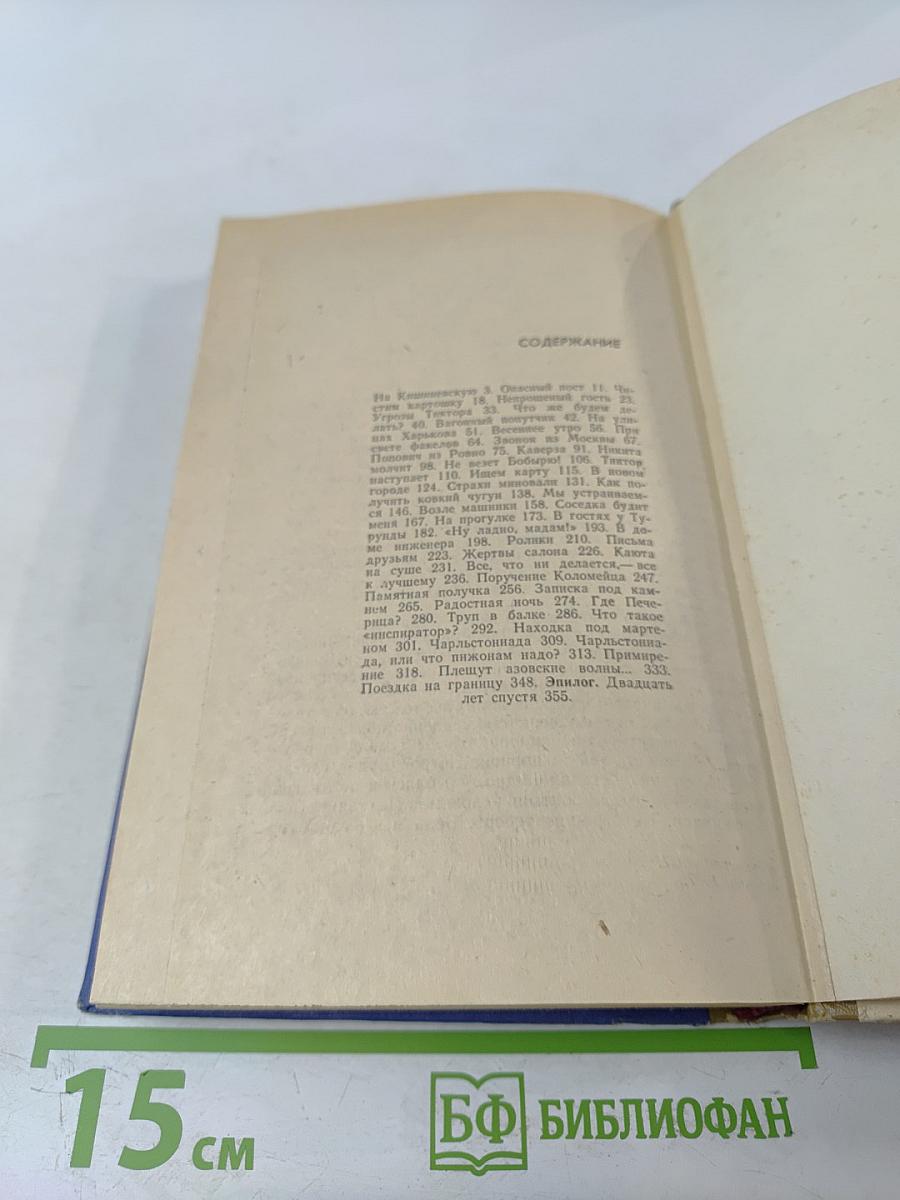 СОДЕРЖАНИЕ
На Кишиневскую 3. Опасный пост 11. Чи-
стим картошку 18. Непрошеный гость 23.
Угрозы Тиктора 33. Что же будем де-
лать? 40. Вагонный попутчик 42. На ули-
цах Харькова 51. Весеннее утро 56. При
свете факелов 64. Звонок из Москвы 67.
Попович из Ровно 75. Каверза 91. Никита
молчит 98. Не везет Бобырю! 106. Тиктор
наступает 110. Ищем карту 115. В новом
городе 124. Страхи миновали 131. Как по-
лучить ковкий чугун 138. Мы устраиваем-
ся 146. Возле машинки 158. Соседка будит
меня 167. На прогулке 173. В гостях у Ту-
рунды 182. «Ну ладно, мадам!» 193. В до-
ме инженера 198. Ролики 210. Письма
друзьям 223. Жертвы салона 226. Каюта
на суше 231. Все, что ни делается,— все
к лучшему 236. Поручение Коломейца 247.
Памятная получка 256. Записка под кам-
нем 265. Радостная ночь 274. Где Пече-
рица? 280. Труп в балке 286. Что такое
«инспиратор»? 292. Находка под марте-
ном 301. Чарльстониада 309. Чарльстониа-
да, или что пижонам надо? 313. Примире-
ние 318. Плещут азовские волны... 333.
Поездка на границу 348. Эпилог. Двадцать
лет спустя 355.
15 см
БФ БИБЛИОФАН